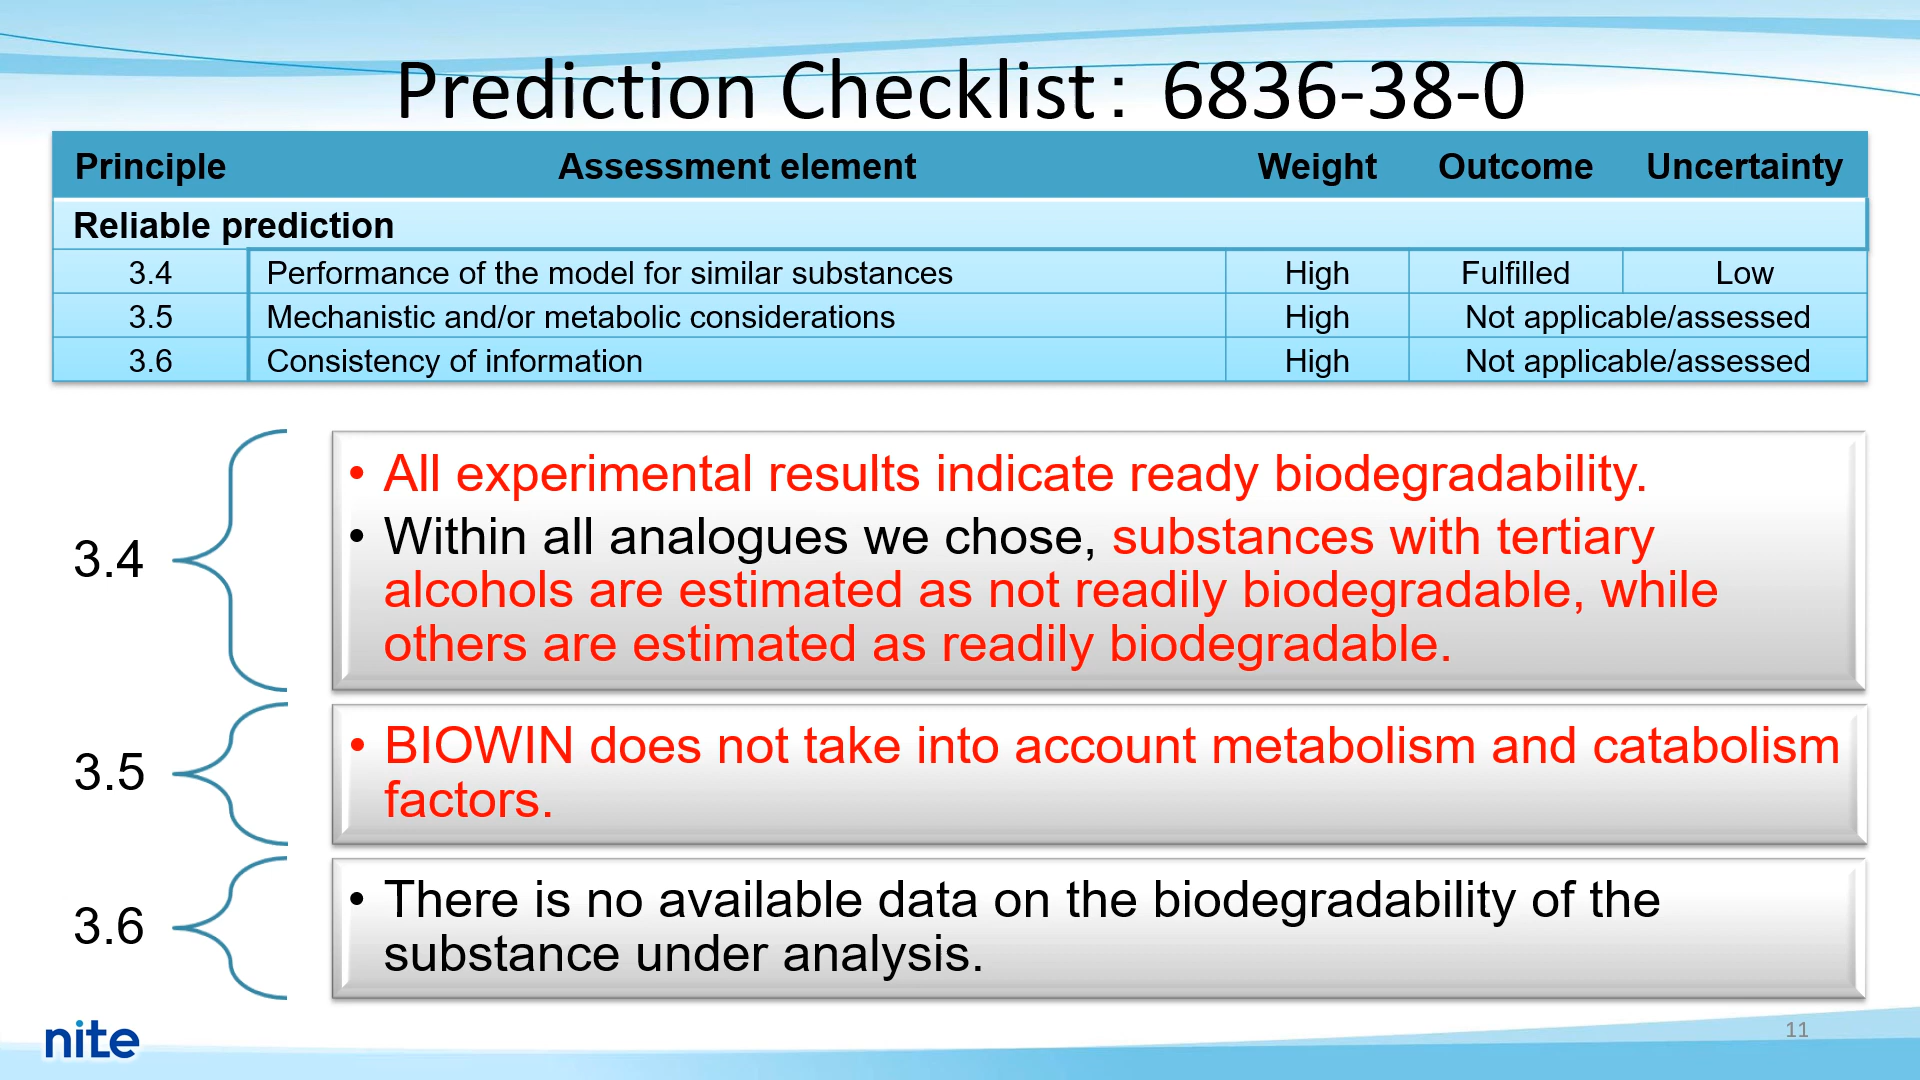 Prediction Checklist: 6836-38-0
Principle Assessment element Weight Outcome Uncertainty
Reliable prediction
3.4 Performance of the model for similar substances High Fulfilled Low
3.5 Mechanistic and/or metabolic considerations High Not applicable/assessed
3.6 Consistency of information High Not applicable/assessed
3.4
• All experimental results indicate ready biodegradability.
• Within all analogues we chose, substances with tertiary
alcohols are estimated as not readily biodegradable, while
others are estimated as readily biodegradable.
3.5
• BIOWIN does not take into account metabolism and catabolism
factors.
3.6
• There is no available data on the biodegradability of the
substance under analysis.
nite
11